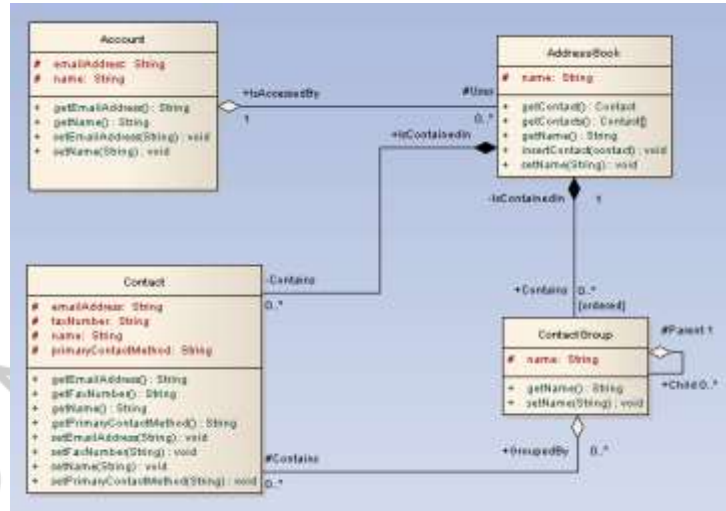 Account
# emailAddress: String
# name: String
+ getEmailAddress() : String
+ getName() : String
+ setEmailAddress(String) : void
+ setName(String) : void
AddressBook
# name: String
+ getContact() : Contact
+ getContacts() : Contact[]
+ getName() : String
+ insertContact(contact) : void
+ setName(String) : void
+IsAccessedBy
1
#Uses
0..*
+IsContainedIn
-IsContainedIn
1
Contact
# emailAddress: String
# faxNumber: String
# name: String
# primaryContactMethod: String
+ getEmailAddress() : String
+ getFaxNumber() : String
+ getName() : String
+ getPrimaryContactMethod() : String
+ setEmailAddress(String) : void
+ setFaxNumber(String) : void
+ setName(String) : void
+ setPrimaryContactMethod(String) : void
-Contains
0..*
+Contains
0..*
{ordered}
ContactGroup
# name: String
+ getName() : String
+ setName(String) : void
#Parent 1
+Child 0..*
#Contains
0..*
+GroupedBy
0..*